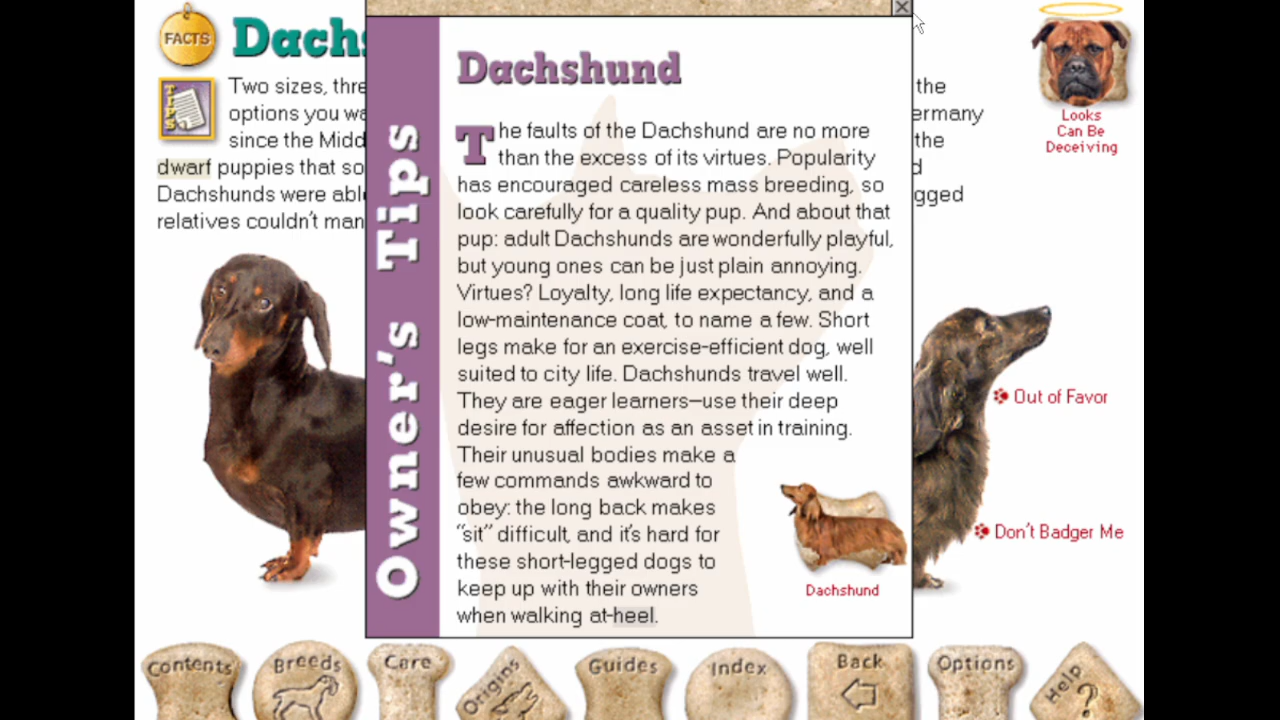 FACTS
Dachs
TIPS
Two sizes, thre
options you wa
since the Midd
dwarf puppies that so
Dachshunds were abl
relatives couldn't man
the
ermany
the
d
gged
Looks
Can Be
Deceiving
Owner's Tips
Dachshund
The faults of the Dachshund are no more
than the excess of its virtues. Popularity
has encouraged careless mass breeding, so
look carefully for a quality pup. And about that
pup: adult Dachshunds are wonderfully playful,
but young ones can be just plain annoying.
Virtues? Loyalty, long life expectancy, and a
low-maintenance coat, to name a few. Short
legs make for an exercise-efficient dog, well
suited to city life. Dachshunds travel well.
They are eager learners—use their deep
desire for affection as an asset in training.
Their unusual bodies make a
few commands awkward to
obey: the long back makes
"sit" difficult, and it's hard for
these short-legged dogs to
keep up with their owners
when walking at-heel.
Dachshund
Out of Favor
Don't Badger Me
Contents
Breeds
Care
Origins
Guides
Index
Back
Options
Help
?